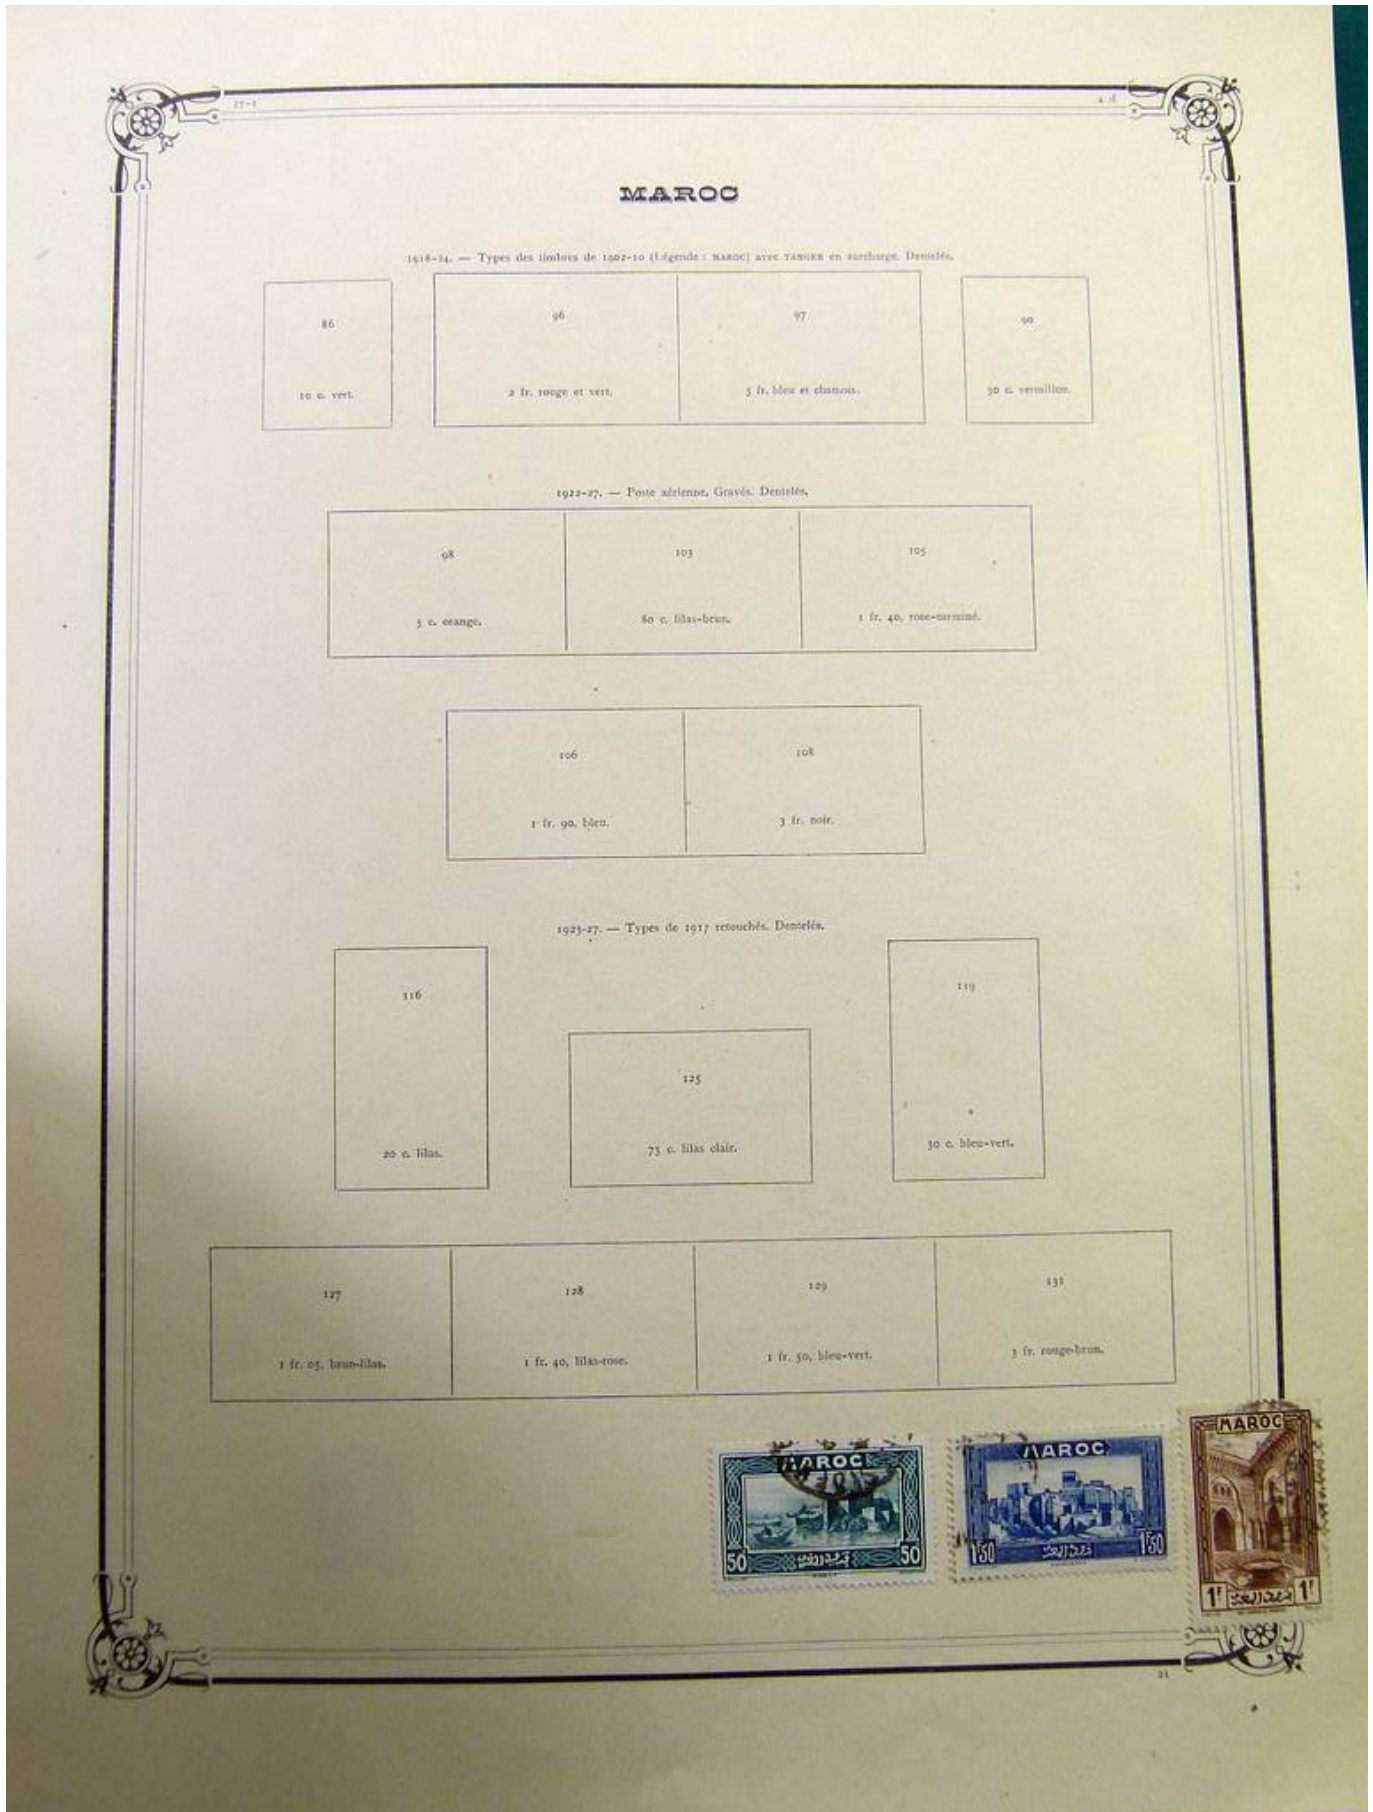 27-1
MAROC
1918-24. — Types des timbres de 1902-10 (Légende : MAROC) avec TANGER en surcharge. Dentelés.
86 96 97 90
10 c. vert. 2 fr. rouge et vert. 5 fr. bleu et chamois. 50 c. vermillon.
1922-27. — Poste aérienne. Gravés. Dentelés.
98 103 105
5 c. orange. 80 c. lilas-brun. 1 fr. 40, rose-carminé.
106 108
1 fr. 90, bleu. 3 fr. noir.
1923-27. — Types de 1917 retouchés. Dentelés.
116 119
125
20 c. lilas. 75 c. lilas clair. 30 c. bleu-vert.
127 128 129 131
1 fr. 05, brun-lilas. 1 fr. 40, lilas-rose. 1 fr. 50, bleu-vert. 3 fr. rouge-brun.
MAROC MAROC MAROC
50 50 1F50 1F50 1F 1F
21